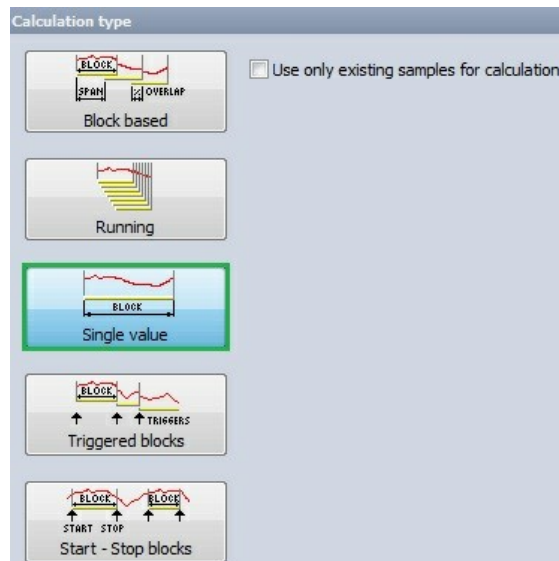 Calculation type
BLOCK
SPAN % OVERLAP
Block based
Use only existing samples for calculation
Running
BLOCK
Single value
BLOCK
TRIGGERS
Triggered blocks
BLOCK BLOCK
START STOP
Start - Stop blocks